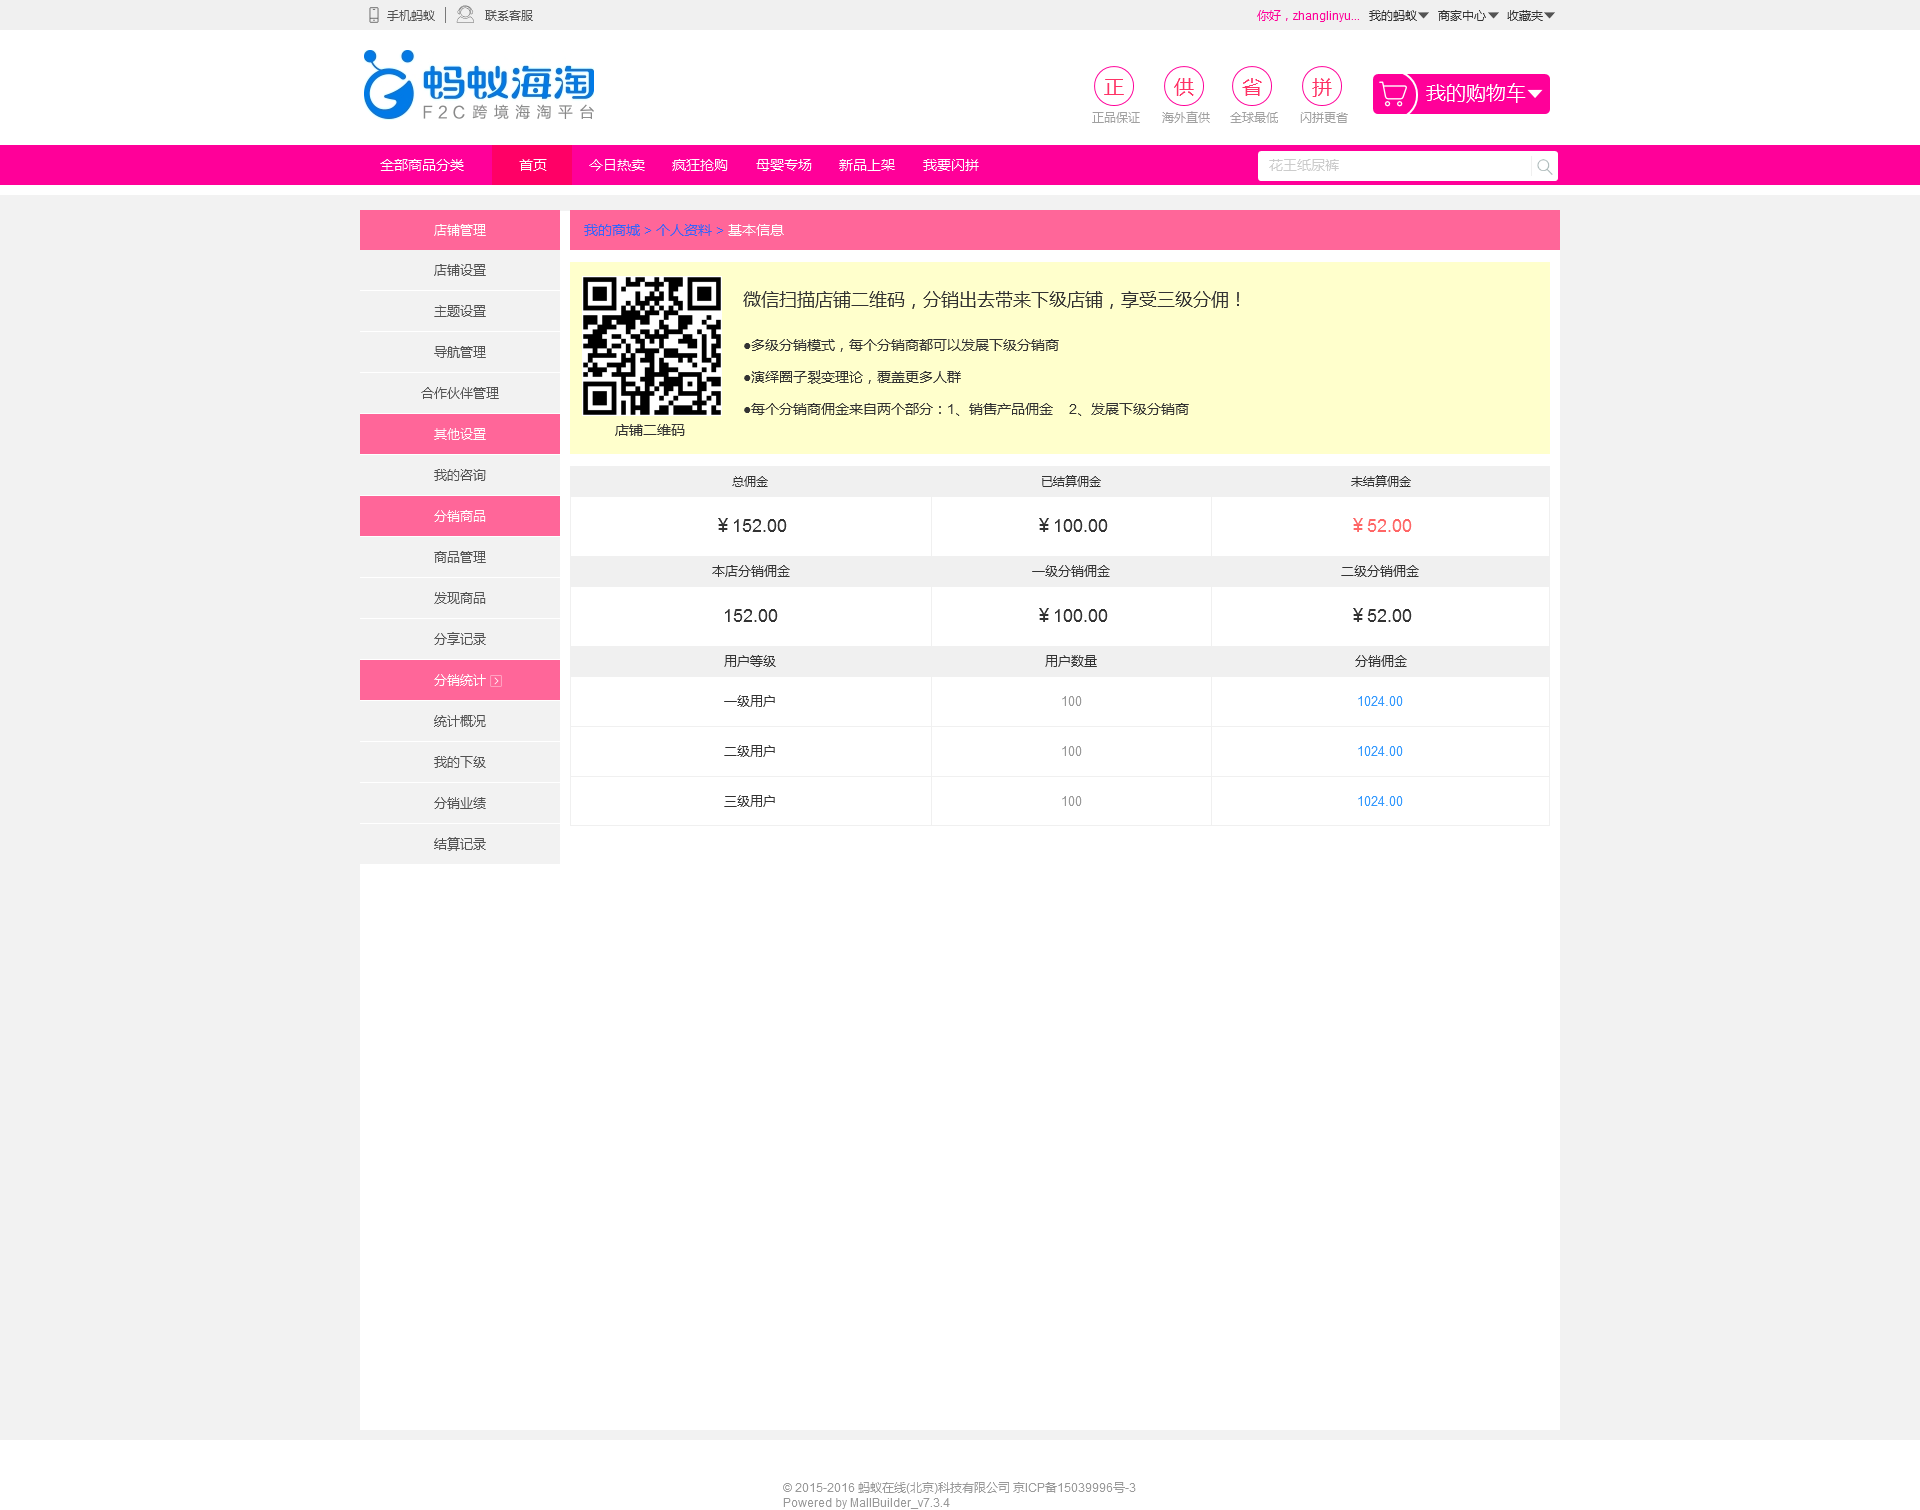 手机蚂蚁 联系客服 你好，zhanglinyu... 我的蚂蚁 商家中心 收藏夹
蚂蚁海淘
F2C跨境海淘平台
正 供 省 拼
正品保证 海外直供 全球最低 闪拼更省
我的购物车
全部商品分类 首页 今日热卖 疯狂抢购 母婴专场 新品上架 我要闪拼 花王纸尿裤
店铺管理
店铺设置
主题设置
导航管理
合作伙伴管理
其他设置
我的咨询
分销商品
商品管理
发现商品
分享记录
分销统计
统计概况
我的下级
分销业绩
结算记录
我的商城 > 个人资料 > 基本信息
微信扫描店铺二维码，分销出去带来下级店铺，享受三级分佣！
●多级分销模式，每个分销商都可以发展下级分销商
●演绎圈子裂变理论，覆盖更多人群
●每个分销商佣金来自两个部分：1、销售产品佣金 2、发展下级分销商
店铺二维码
总佣金 已结算佣金 未结算佣金
¥ 152.00 ¥ 100.00 ¥ 52.00
本店分销佣金 一级分销佣金 二级分销佣金
152.00 ¥ 100.00 ¥ 52.00
用户等级 用户数量 分销佣金
一级用户 100 1024.00
二级用户 100 1024.00
三级用户 100 1024.00
© 2015-2016 蚂蚁在线(北京)科技有限公司 京ICP备15039996号-3
Powered by MallBuilder_v7.3.4